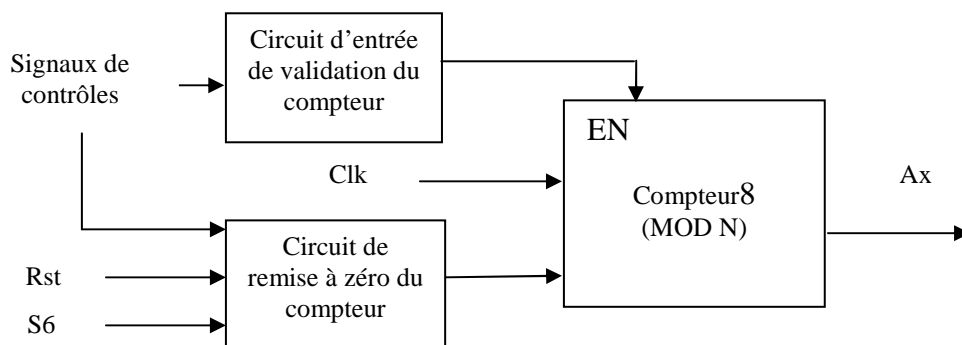 Signaux de
contrôles
Circuit d’entrée
de validation du
compteur
EN
Clk
Compteur8
(MOD N)
Ax
Circuit de
remise à zéro du
compteur
Rst
S6